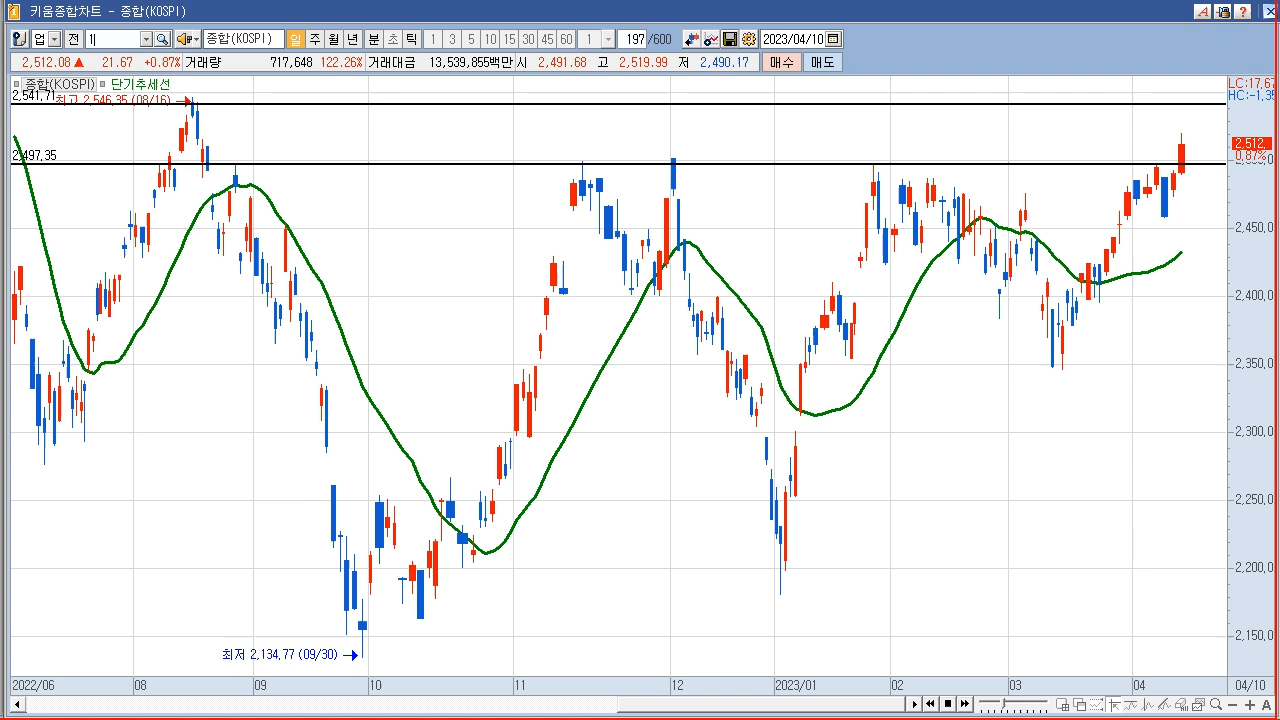 키움종합차트 - 종합(KOSPI)
업 전 종합(KOSPI) 일 주 월 년 분 초 틱 1 3 5 10 15 30 45 60 1 197 /600 2023/04/10
2,512.08▲ 21.67 +0.87% 거래량 717,648 122.26% 거래대금 13,539,855백만 시 2,491.68 고 2,519.99 저 2,490.17 매수 매도
종합(KOSPI) 단기추세선
LC:17,67
HC:-1,35
2,541.71
최고 2,546.35 (08/16) →
2,512.
0.87%
2,497.35
2,450.0
2,400.0
2,350.0
2,300.0
2,250.0
2,200.0
2,150.0
최저 2,134.77 (09/30) →
2022/06 08 09 10 11 12 2023/01 02 03 04 04/10